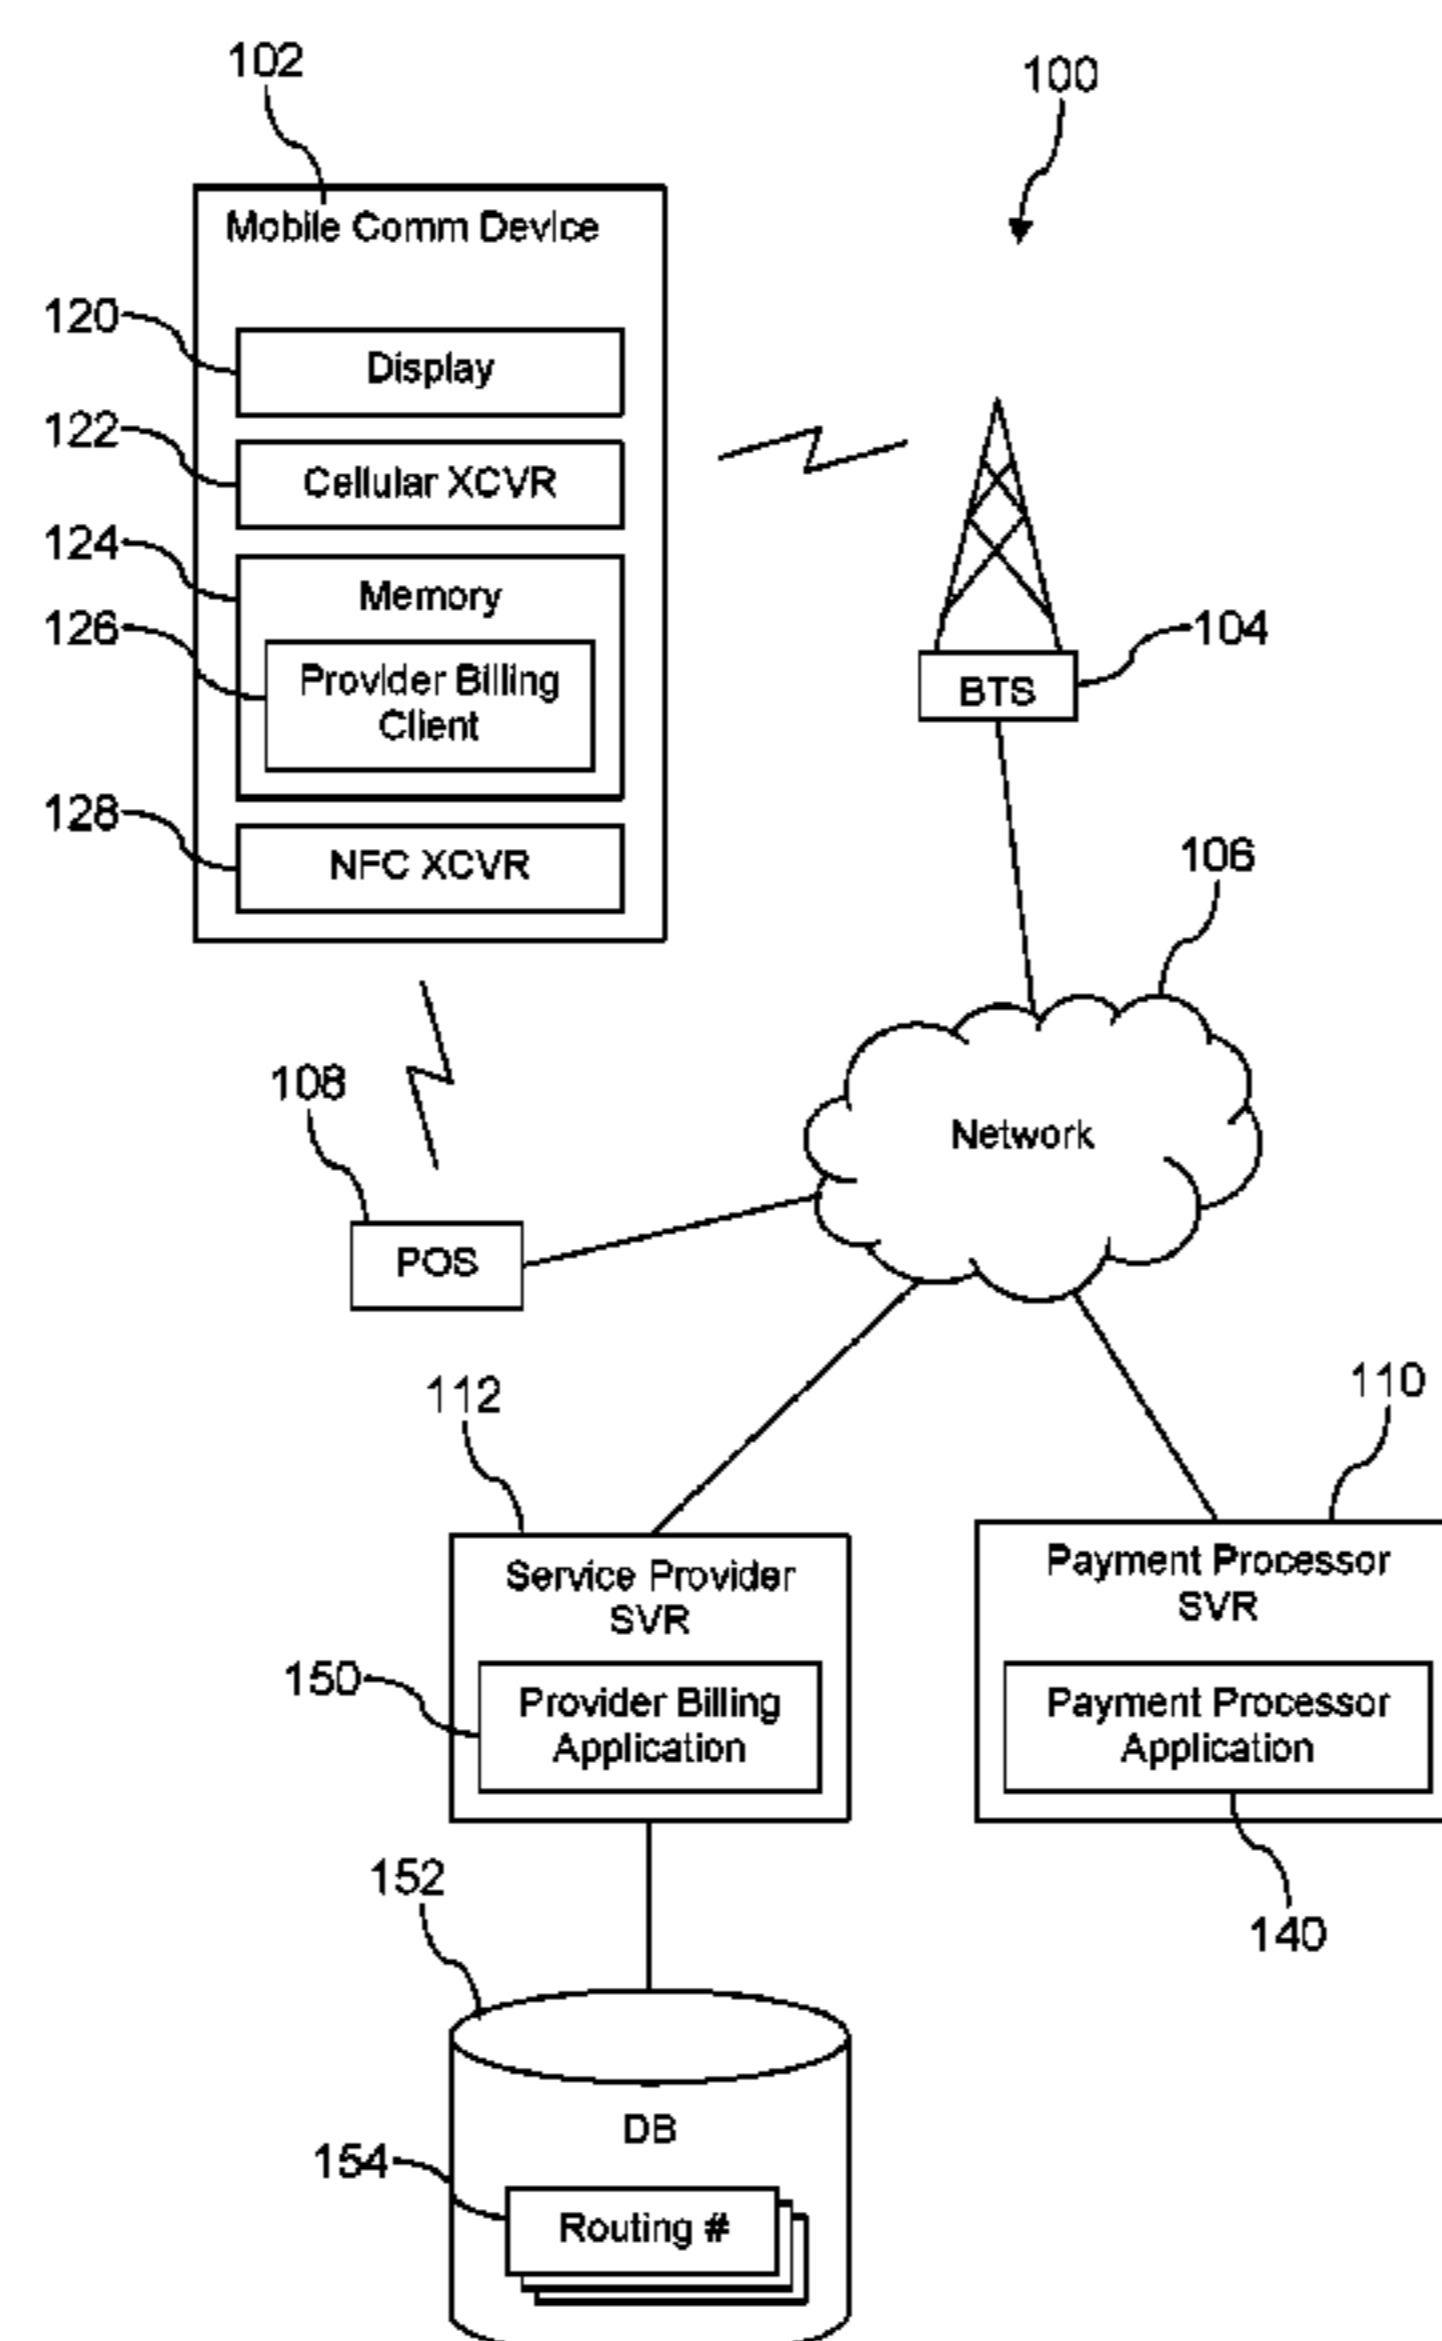 102
100
Mobile Comm Device
120
Display
122
Cellular XCVR
124
Memory
126
Provider Billing
Client
104
BTS
128
NFC XCVR
106
108
Network
POS
112
110
Service Provider
SVR
Payment Processor
SVR
150
Provider Billing
Application
Payment Processor
Application
152
140
DB
154
Routing #